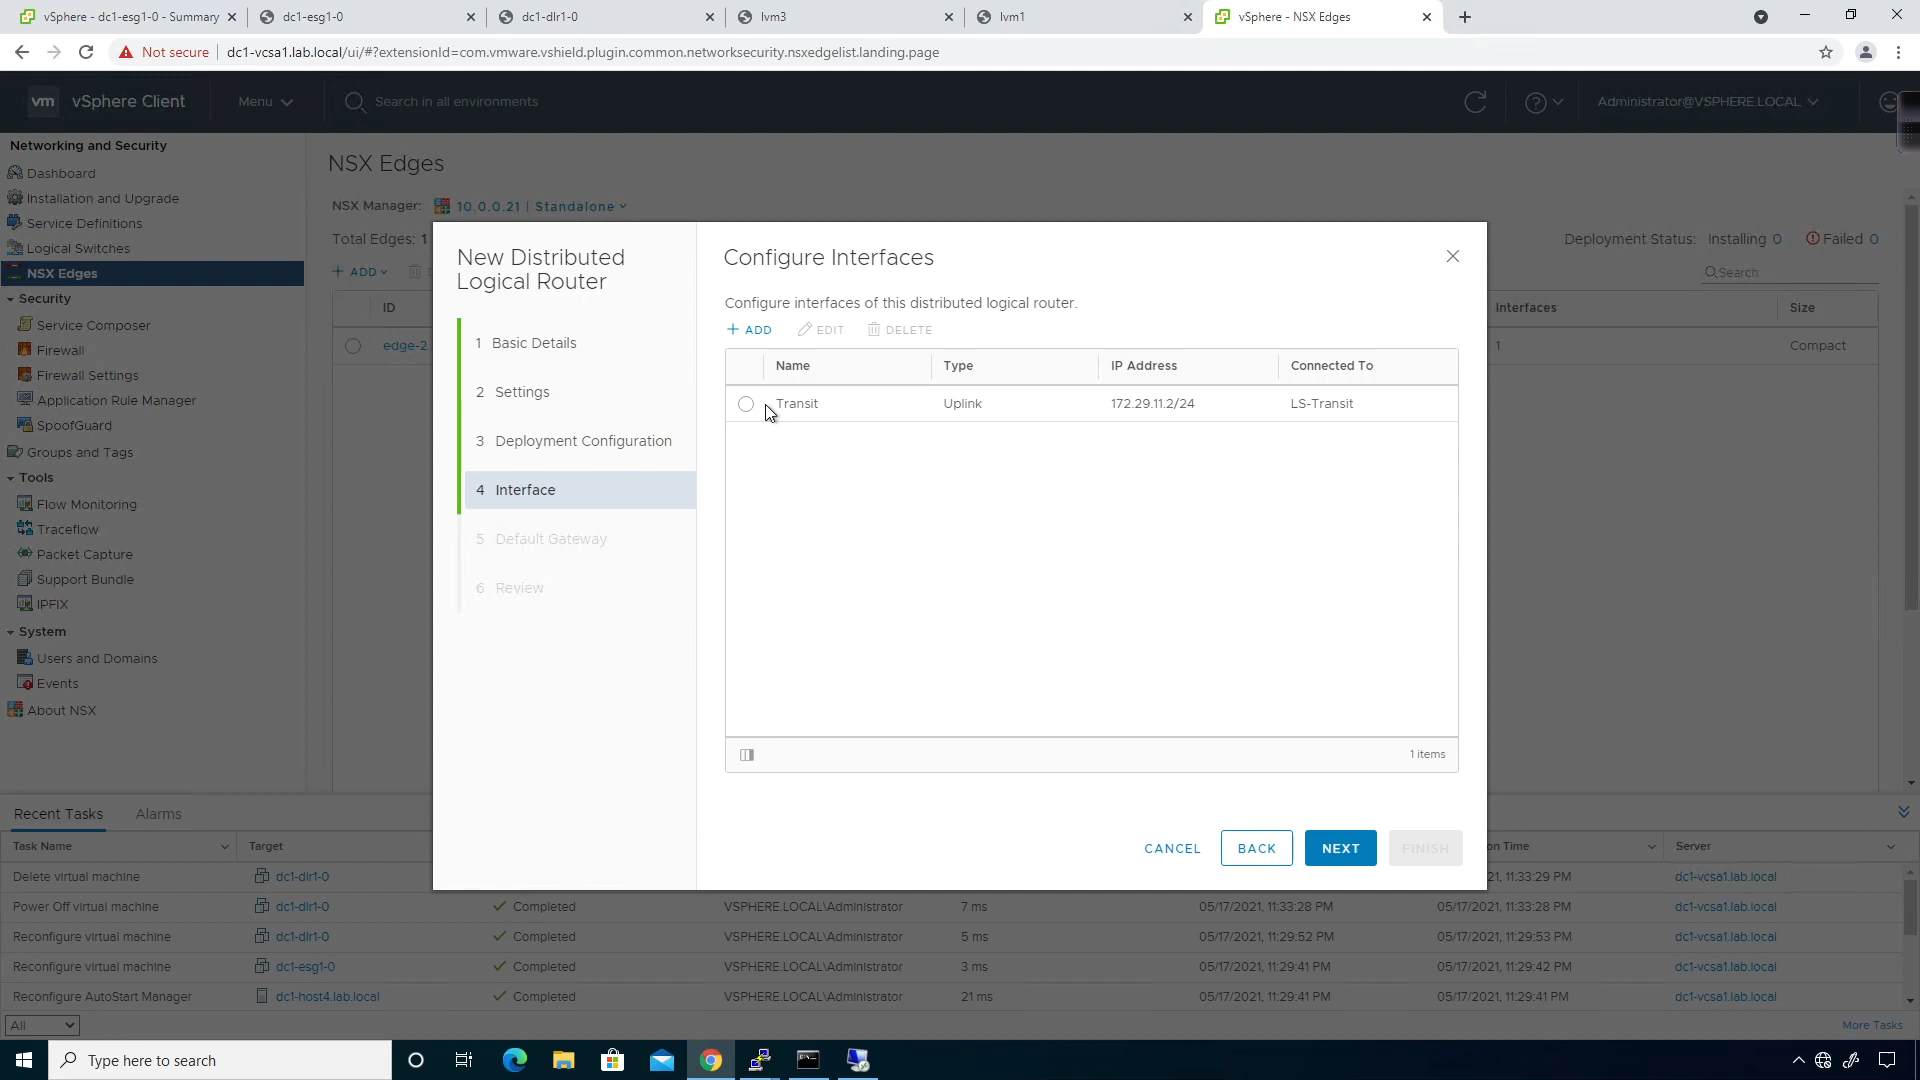 vSphere - dc1-esg1-0 - Summary
dc1-esg1-0
dc1-dlr1-0
lvm3
lvm1
vSphere - NSX Edges
Not secure
dc1-vcsa1.lab.local/ui/#?extensionId=com.vmware.vshield.plugin.common.networksecurity.nsxedgelist.landing.page
vm vSphere Client
Menu
Search in all environments
Administrator@VSPHERE.LOCAL
Networking and Security
Dashboard
Installation and Upgrade
Service Definitions
Logical Switches
NSX Edges
Security
Service Composer
Firewall
Firewall Settings
Application Rule Manager
SpoofGuard
Groups and Tags
Tools
Flow Monitoring
Traceflow
Packet Capture
Support Bundle
IPFIX
System
Users and Domains
Events
About NSX
NSX Edges
NSX Manager: 10.0.0.21 | Standalone
Total Edges: 1
Deployment Status: Installing 0 Failed 0
+ ADD
Search
ID Interfaces Size
edge-2 1 Compact
New Distributed
Logical Router
1 Basic Details
2 Settings
3 Deployment Configuration
4 Interface
5 Default Gateway
6 Review
Configure Interfaces
Configure interfaces of this distributed logical router.
+ ADD EDIT DELETE
Name Type IP Address Connected To
Transit Uplink 172.29.11.2/24 LS-Transit
1 items
CANCEL BACK NEXT FINISH
Recent Tasks Alarms
Task Name Target on Time Server
Delete virtual machine dc1-dlr1-0 21, 11:33:29 PM dc1-vcsa1.lab.local
Power Off virtual machine dc1-dlr1-0 Completed VSPHERE.LOCAL\Administrator 7 ms 05/17/2021, 11:33:28 PM 05/17/2021, 11:33:28 PM dc1-vcsa1.lab.local
Reconfigure virtual machine dc1-dlr1-0 Completed VSPHERE.LOCAL\Administrator 5 ms 05/17/2021, 11:29:52 PM 05/17/2021, 11:29:53 PM dc1-vcsa1.lab.local
Reconfigure virtual machine dc1-esg1-0 Completed VSPHERE.LOCAL\Administrator 3 ms 05/17/2021, 11:29:41 PM 05/17/2021, 11:29:42 PM dc1-vcsa1.lab.local
Reconfigure AutoStart Manager dc1-host4.lab.local Completed VSPHERE.LOCAL\Administrator 21 ms 05/17/2021, 11:29:41 PM 05/17/2021, 11:29:41 PM dc1-vcsa1.lab.local
All
More Tasks
Type here to search